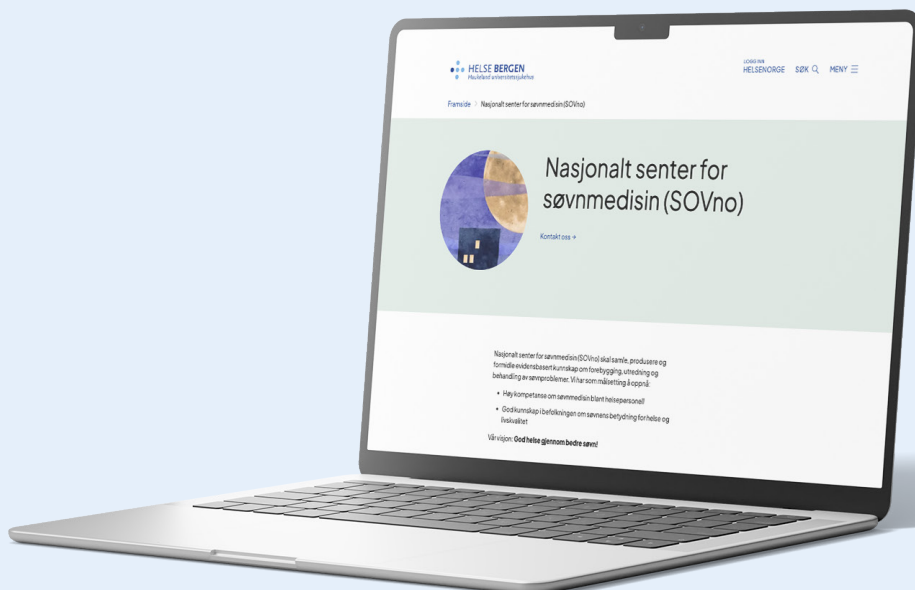 HELSE BERGEN
Haukeland universitetssjukehus
LOGG INN
HELSENORGE
SØK
MENY
Framside
Nasjonalt senter for søvnmedisin (SOVno)
Nasjonalt senter for
søvnmedisin (SOVno)
Kontakt oss →
Nasjonalt senter for søvnmedisin (SOVno) skal samle, produsere og
formidle evidensbasert kunnskap om forebygging, utredning og
behandling av søvnproblemer. Vi har som målsetting å oppnå:
• Høy kompetanse om søvnmedisin blant helsepersonell
• God kunnskap i befolkningen om søvnens betydning for helse og
livskvalitet
Vår visjon: God helse gjennom bedre søvn!